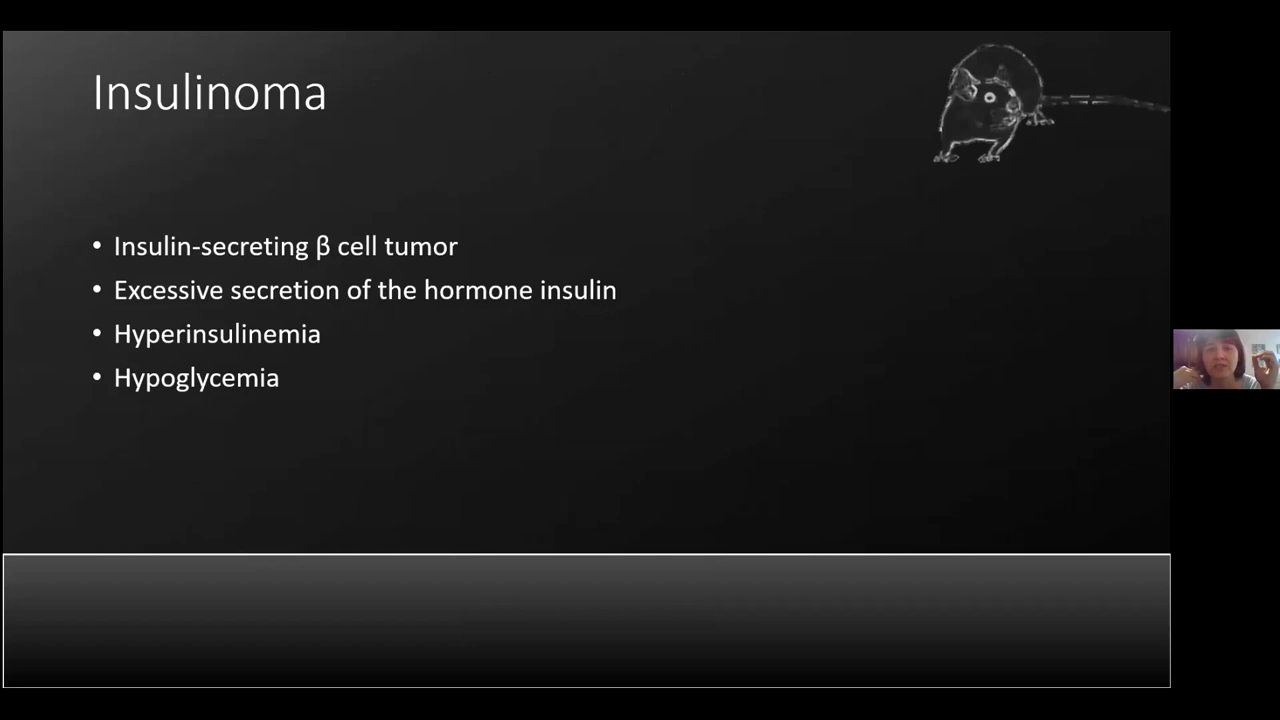 Insulinoma
• Insulin-secreting β cell tumor
• Excessive secretion of the hormone insulin
• Hyperinsulinemia
• Hypoglycemia